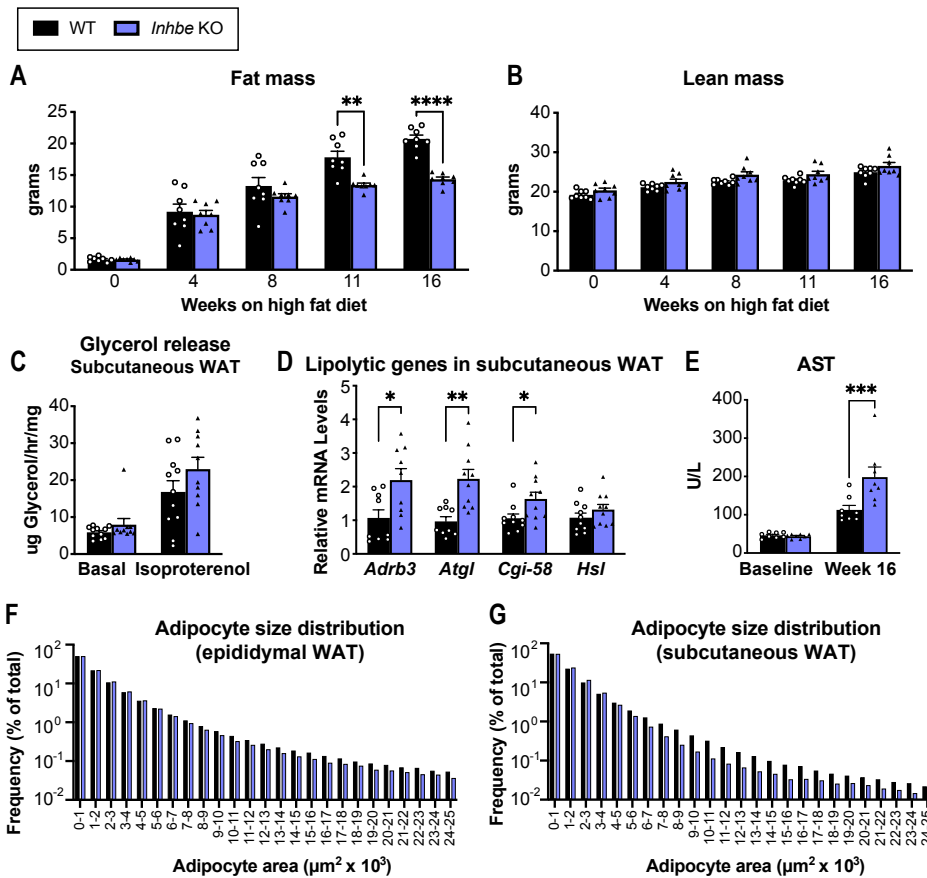 WT Inhbe KO
A Fat mass
25
20
15
10
5
0
grams
** ****
0 4 8 11 16
Weeks on high fat diet
B Lean mass
40
30
20
10
0
grams
0 4 8 11 16
Weeks on high fat diet
C Glycerol release
Subcutaneous WAT
40
30
20
10
0
ug Glycerol/hr/mg
Basal Isoproterenol
D Lipolytic genes in subcutaneous WAT
5
4
3
2
1
0
Relative mRNA Levels
* ** *
Adrb3 Atgl Cgi-58 Hsl
E AST
400
300
200
100
0
U/L
***
Baseline Week 16
F Adipocyte size distribution
(epididymal WAT)
10²
10¹
10⁰
10⁻¹
10⁻²
Frequency (% of total)
0-1 1-2 2-3 3-4 4-5 5-6 6-7 7-8 8-9 9-10 10-11 11-12 12-13 13-14 14-15 15-16 16-17 17-18 18-19 19-20 20-21 21-22 22-23 23-24 24-25
Adipocyte area (µm² x 10³)
G Adipocyte size distribution
(subcutaneous WAT)
10²
10¹
10⁰
10⁻¹
10⁻²
Frequency (% of total)
0-1 1-2 2-3 3-4 4-5 5-6 6-7 7-8 8-9 9-10 10-11 11-12 12-13 13-14 14-15 15-16 16-17 17-18 18-19 19-20 20-21 21-22 22-23 23-24 24-25
Adipocyte area (µm² x 10³)